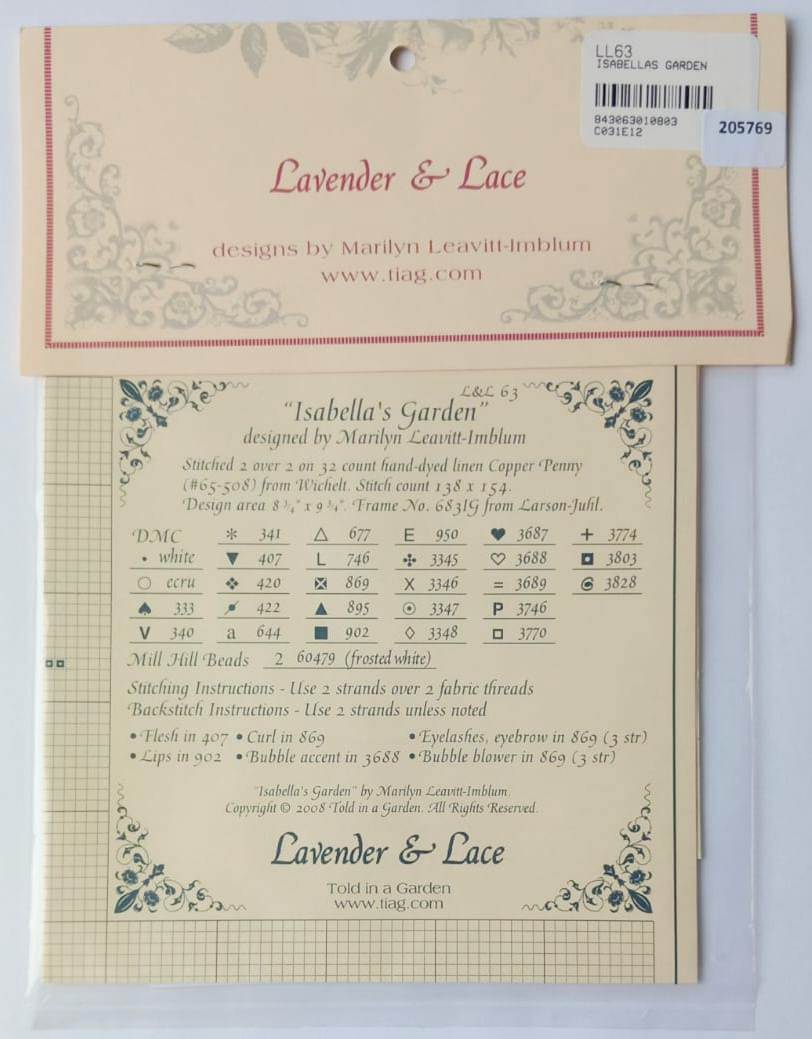 LL63
ISABELLAS GARDEN
843063010803
C031E12
205769
Lavender & Lace
designs by Marilyn Leavitt-Imblum
www.tiag.com
L&L 63
"Isabella's Garden"
designed by Marilyn Leavitt-Imblum
Stitched 2 over 2 on 32 count hand-dyed linen Copper Penny
(#65-508) from Wichelt. Stitch count 138 x 154.
Design area 8 ¾" x 9 ¾". Frame No. 683IG from Larson-Juhl.
DMC * 341 △ 677 E 950 ♥ 3687 + 3774
• white ▼ 407 L 746 ✣ 3345 ♡ 3688 ◘ 3803
○ ecru ❖ 420 869 X 3346 = 3689 3828
♠ 333 422 ▲ 895 ⊙ 3347 P 3746
V 340 a 644 ■ 902 ◇ 3348 □ 3770
Mill Hill Beads 2 60479 (frosted white)
Stitching Instructions - Use 2 strands over 2 fabric threads
Backstitch Instructions - Use 2 strands unless noted
• Flesh in 407 • Curl in 869 • Eyelashes, eyebrow in 869 (3 str)
• Lips in 902 • Bubble accent in 3688 • Bubble blower in 869 (3 str)
"Isabella's Garden" by Marilyn Leavitt-Imblum.
Copyright © 2008 Told in a Garden. All Rights Reserved.
Lavender & Lace
Told in a Garden
www.tiag.com